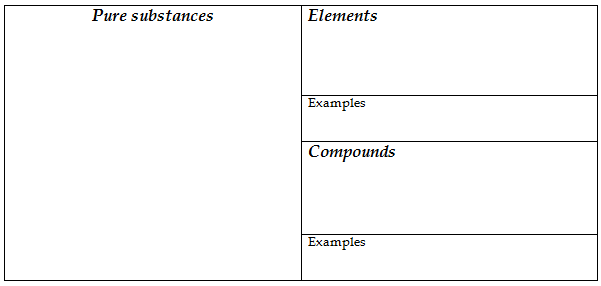 Pure substances
Elements
Examples
Compounds
Examples